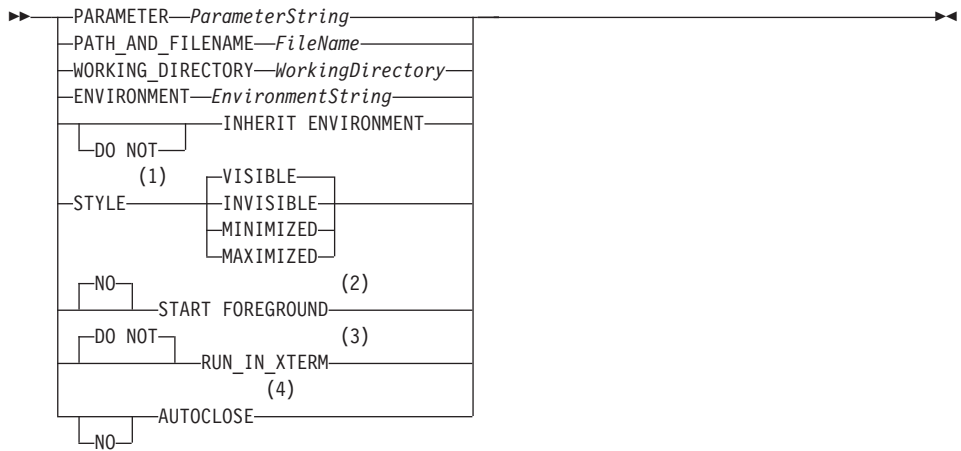 PARAMETER ParameterString
PATH_AND_FILENAME FileName
WORKING_DIRECTORY WorkingDirectory
ENVIRONMENT EnvironmentString
INHERIT ENVIRONMENT
DO NOT
(1) VISIBLE
STYLE INVISIBLE
MINIMIZED
MAXIMIZED
NO (2)
START FOREGROUND
DO NOT (3)
RUN_IN_XTERM
(4)
AUTOCLOSE
NO